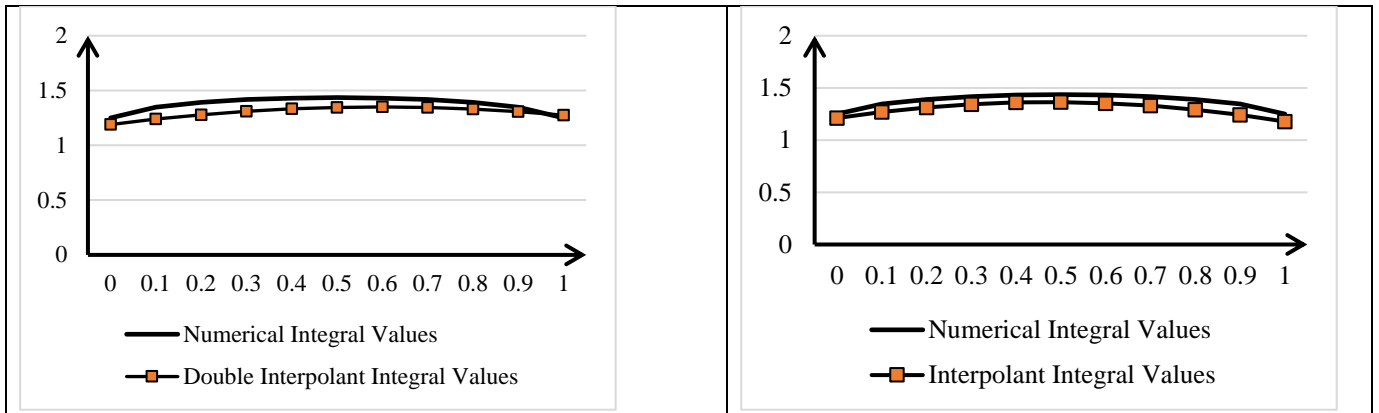 2
1.5
1
0.5
0
0 0.1 0.2 0.3 0.4 0.5 0.6 0.7 0.8 0.9 1
Numerical Integral Values
Double Interpolant Integral Values
2
1.5
1
0.5
0
0 0.1 0.2 0.3 0.4 0.5 0.6 0.7 0.8 0.9 1
Numerical Integral Values
Interpolant Integral Values